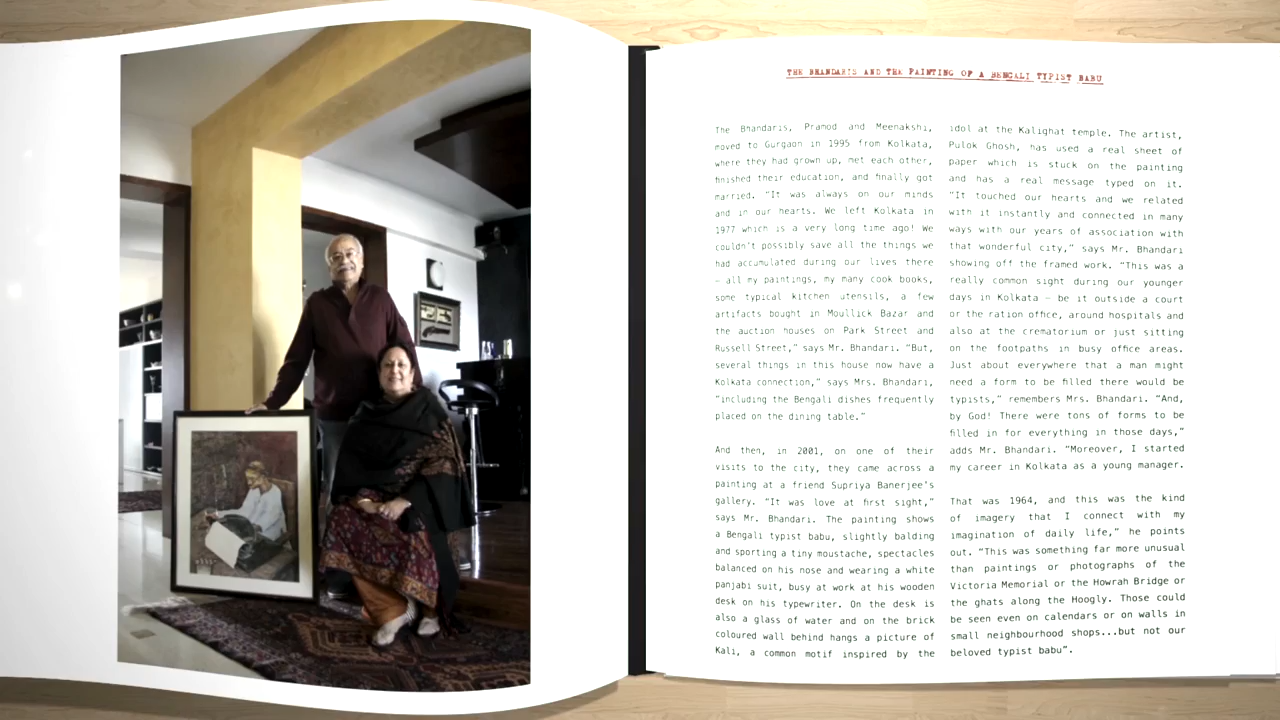 THE BHANDARIS AND THE PAINTING OF A BENGALI TYPIST BABU
The Bhandaris, Pramod and Meenakshi,
moved to Gurgaon in 1995 from Kolkata,
where they had grown up, met each other,
finished their education, and finally got
married. “It was always on our minds
and in our hearts. We left Kolkata in
1977 which is a very long time ago! We
couldn’t possibly save all the things we
had accumulated during our lives there
– all my paintings, my many cook books,
some typical kitchen utensils, a few
artifacts bought in Moullick Bazar and
the auction houses on Park Street and
Russell Street,” says Mr. Bhandari. “But,
several things in this house now have a
Kolkata connection,” says Mrs. Bhandari,
“including the Bengali dishes frequently
placed on the dining table.”
And then, in 2001, on one of their
visits to the city, they came across a
painting at a friend Supriya Banerjee’s
gallery. “It was love at first sight,”
says Mr. Bhandari. The painting shows
a Bengali typist babu, slightly balding
and sporting a tiny moustache, spectacles
balanced on his nose and wearing a white
panjabi suit, busy at work at his wooden
desk on his typewriter. On the desk is
also a glass of water and on the brick
coloured wall behind hangs a picture of
Kali, a common motif inspired by the
idol at the Kalighat temple. The artist,
Pulok Ghosh, has used a real sheet of
paper which is stuck on the painting
and has a real message typed on it.
“It touched our hearts and we related
with it instantly and connected in many
ways with our years of association with
that wonderful city,” says Mr. Bhandari
showing off the framed work. “This was a
really common sight during our younger
days in Kolkata – be it outside a court
or the ration office, around hospitals and
also at the crematorium or just sitting
on the footpaths in busy office areas.
Just about everywhere that a man might
need a form to be filled there would be
typists,” remembers Mrs. Bhandari. “And,
by God! There were tons of forms to be
filled in for everything in those days,”
adds Mr. Bhandari. “Moreover, I started
my career in Kolkata as a young manager.
That was 1964, and this was the kind
of imagery that I connect with my
imagination of daily life,” he points
out. “This was something far more unusual
than paintings or photographs of the
Victoria Memorial or the Howrah Bridge or
the ghats along the Hoogly. Those could
be seen even on calendars or on walls in
small neighbourhood shops...but not our
beloved typist babu”.